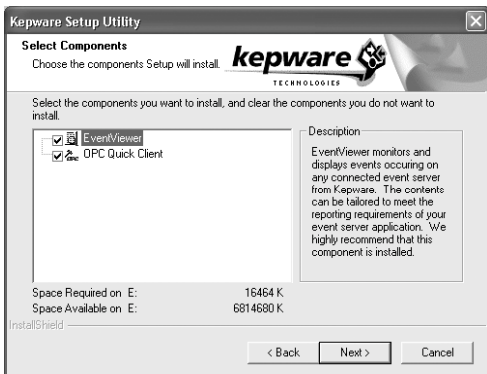 Kepware Setup Utility
Select Components
Choose the components Setup will install.
kepware
TECHNOLOGIES
Select the components you want to install, and clear the components you do not want to
install.
EventViewer
OPC Quick Client
Description
EventViewer monitors and
displays events occuring on
any connected event server
from Kepware. The contents
can be tailored to meet the
reporting requirements of your
event server application. We
highly recommend that this
component is installed.
Space Required on E: 16464 K
Space Available on E: 6814680 K
InstallShield
< Back
Next >
Cancel